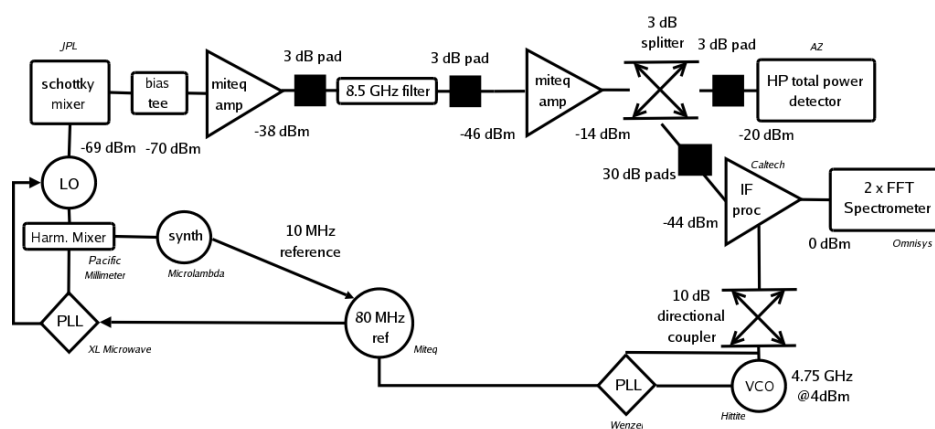 JPL
schottky
mixer
bias
tee
miteq
amp
3 dB pad
8.5 GHz filter
3 dB pad
miteq
amp
3 dB
splitter
3 dB pad
AZ
HP total power
detector
-69 dBm
-70 dBm
-38 dBm
-46 dBm
-14 dBm
-20 dBm
30 dB pads
Caltech
IF
proc
-44 dBm
0 dBm
2 x FFT
Spectrometer
Omnisys
LO
Harm. Mixer
Pacific
Millimeter
synth
Microlambda
10 MHz
reference
PLL
XL Microwave
80 MHz
ref
Miteq
10 dB
directional
coupler
PLL
Wenzel
VCO
Hittite
4.75 GHz
@4dBm